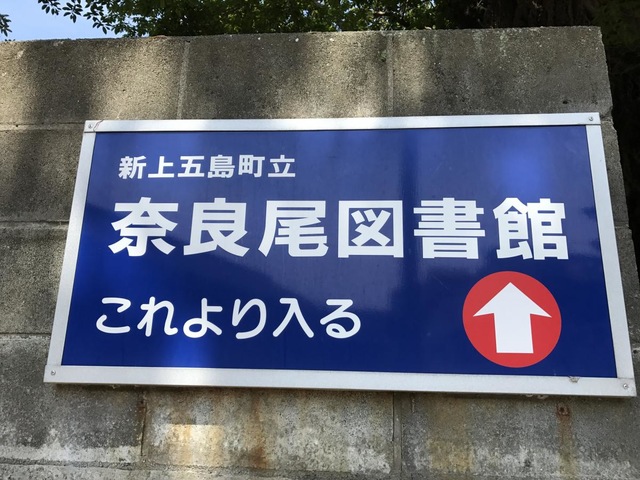 新上五島町立
奈良尾図書館
これより入る